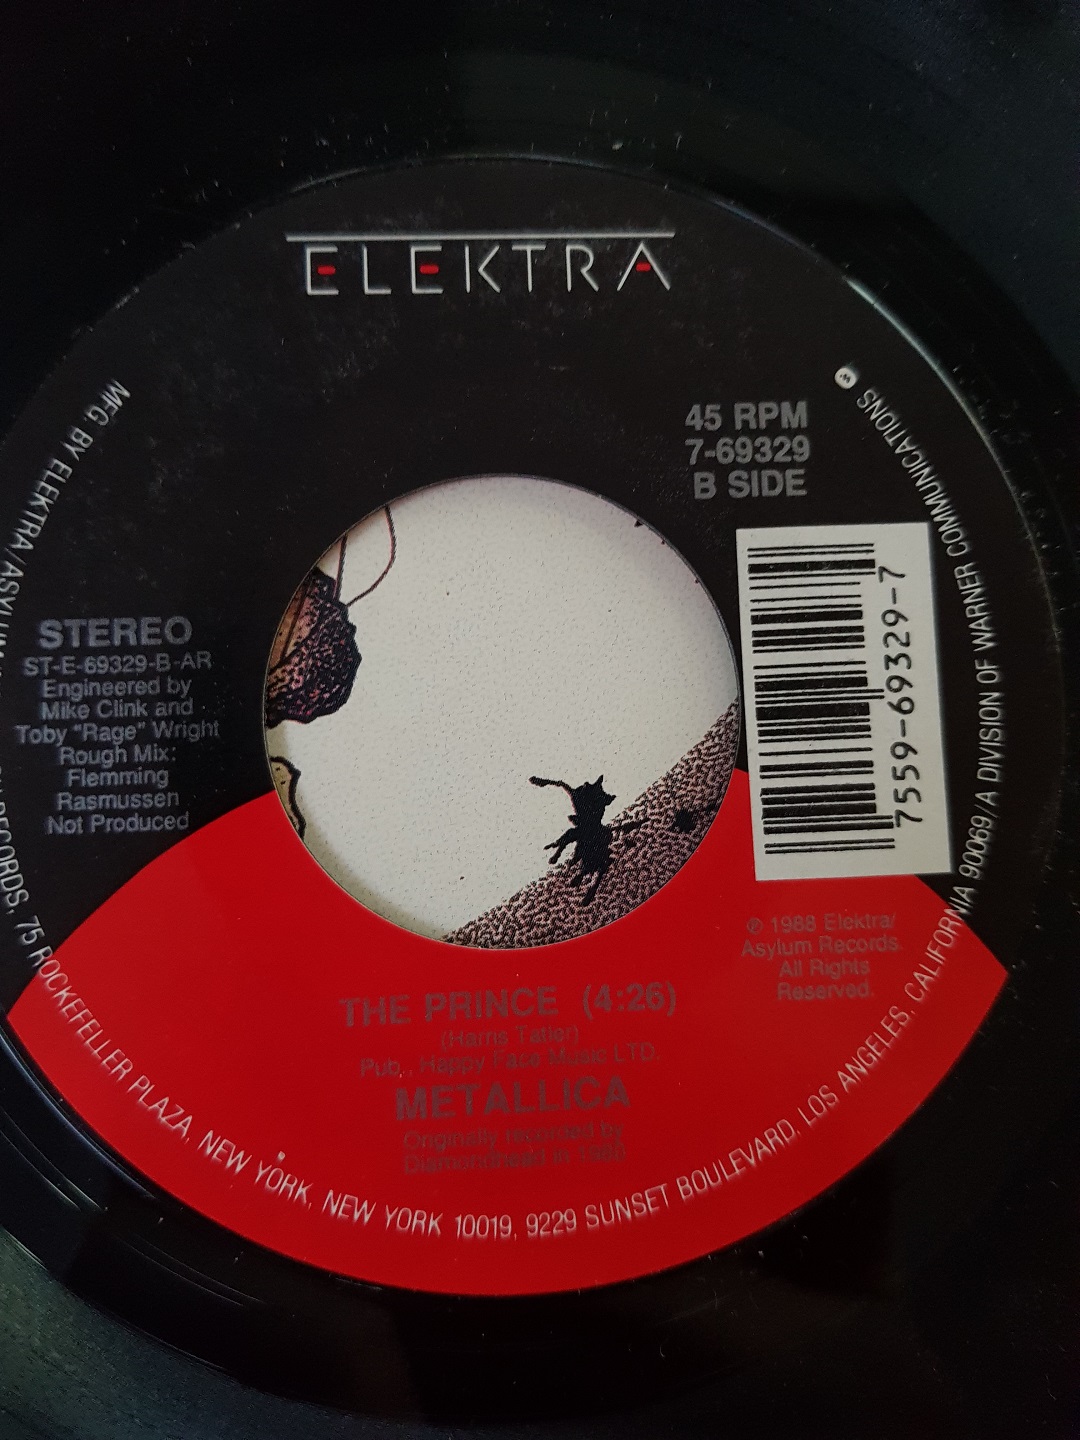 ELEKTRA
45 RPM
7-69329
B SIDE
STEREO
ST-E-69329-B-AR
Engineered by
Mike Clink and
Toby "Rage" Wright
Rough Mix:
Flemming
Rasmussen
Not Produced
7559-69329-7
℗ 1988 Elektra/
Asylum Records.
All Rights
Reserved.
THE PRINCE (4:26)
(Harris Tatler)
Pub., Happy Face Music LTD.
METALLICA
Originally recorded by
Diamondhead in 1980
MFG. BY ELEKTRA/ASYLUM RECORDS, 75 ROCKEFELLER PLAZA, NEW YORK, NEW YORK 10019, 9229 SUNSET BOULEVARD, LOS ANGELES, CALIFORNIA 90069/A DIVISION OF WARNER COMMUNICATIONS